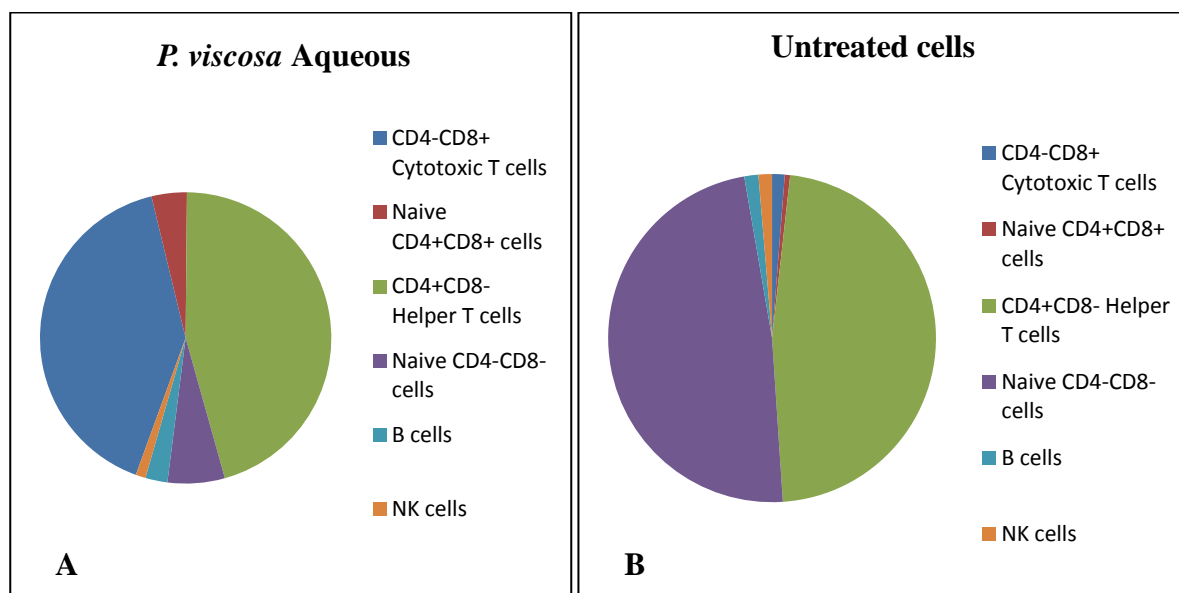 P. viscosa Aqueous
CD4-CD8+
Cytotoxic T cells
Naive
CD4+CD8+ cells
CD4+CD8-
Helper T cells
Naive CD4-CD8-
cells
B cells
NK cells
A
Untreated cells
CD4-CD8+
Cytotoxic T cells
Naive CD4+CD8+
cells
CD4+CD8- Helper
T cells
Naive CD4-CD8-
cells
B cells
NK cells
B